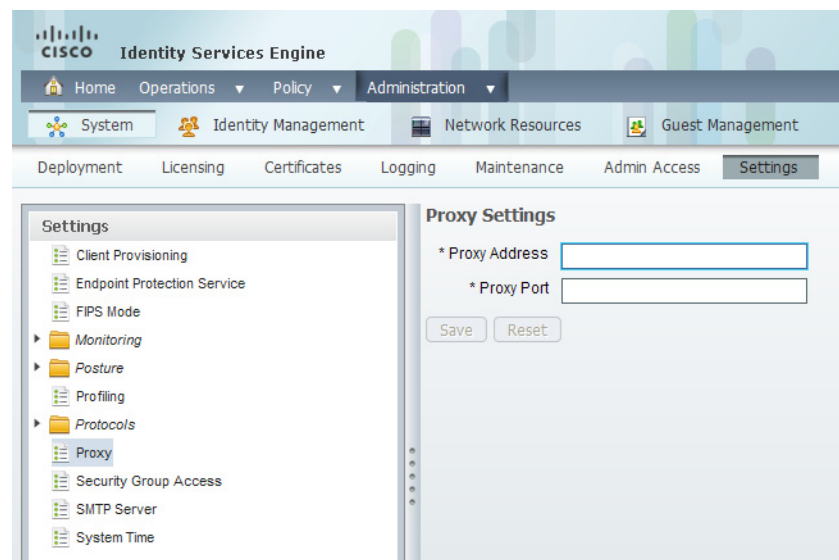 cisco Identity Services Engine
Home Operations Policy Administration
System Identity Management Network Resources Guest Management
Deployment Licensing Certificates Logging Maintenance Admin Access Settings
Settings
Client Provisioning
Endpoint Protection Service
FIPS Mode
Monitoring
Posture
Profiling
Protocols
Proxy
Security Group Access
SMTP Server
System Time
Proxy Settings
* Proxy Address
* Proxy Port
Save Reset